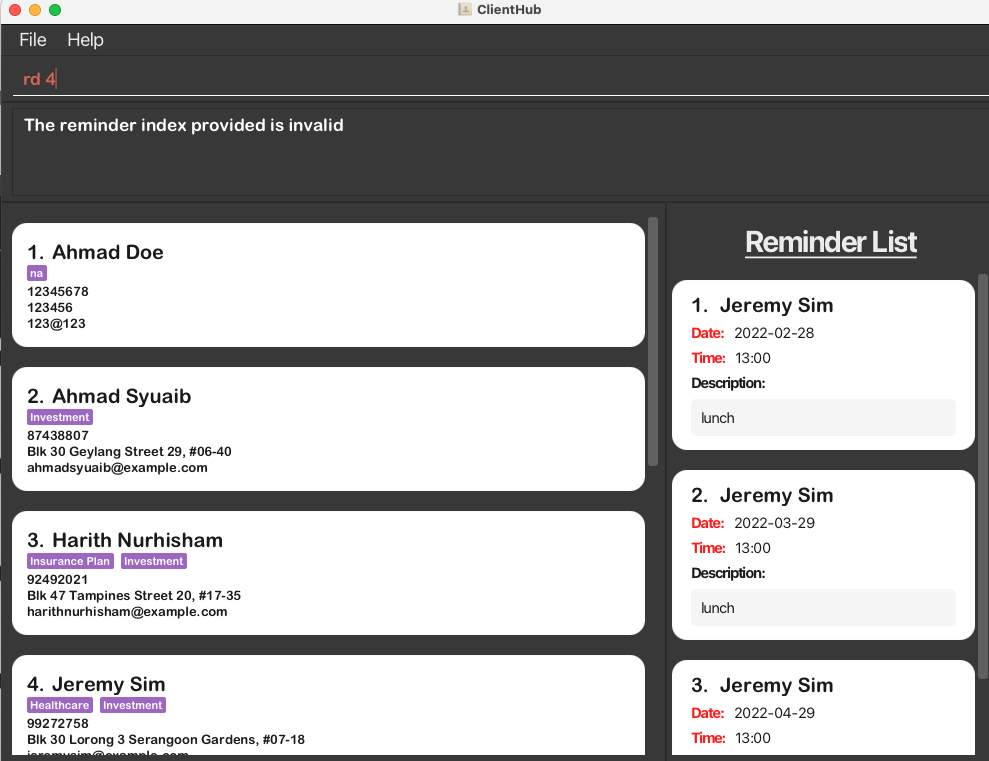 ClientHub
File Help
rd 4
The reminder index provided is invalid
1. Ahmad Doe
na
12345678
123456
123@123
2. Ahmad Syuaib
Investment
87438807
Blk 30 Geylang Street 29, #06-40
ahmadsyuaib@example.com
3. Harith Nurhisham
Insurance Plan Investment
92492021
Blk 47 Tampines Street 20, #17-35
harithnurhisham@example.com
4. Jeremy Sim
Healthcare Investment
99272758
Blk 30 Lorong 3 Serangoon Gardens, #07-18
jeremysim@example.com
Reminder List
1. Jeremy Sim
Date: 2022-02-28
Time: 13:00
Description:
lunch
2. Jeremy Sim
Date: 2022-03-29
Time: 13:00
Description:
lunch
3. Jeremy Sim
Date: 2022-04-29
Time: 13:00